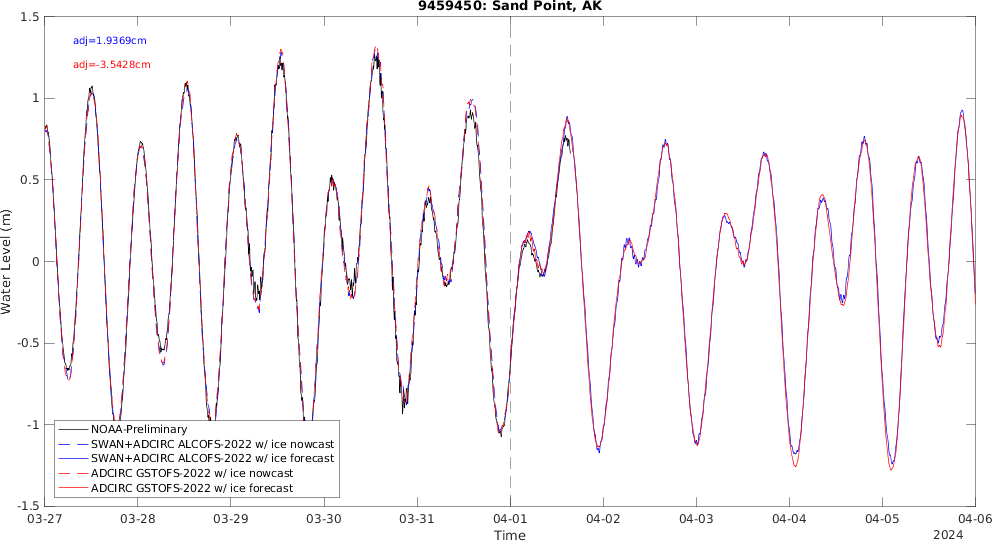 9459450: Sand Point, AK
1.5
adj=1.9369cm
adj=-3.5428cm
1
0.5
0
-0.5
-1
-1.5
Water Level (m)
NOAA-Preliminary
SWAN+ADCIRC ALCOFS-2022 w/ ice nowcast
SWAN+ADCIRC ALCOFS-2022 w/ ice forecast
ADCIRC GSTOFS-2022 w/ ice nowcast
ADCIRC GSTOFS-2022 w/ ice forecast
03-27 03-28 03-29 03-30 03-31 04-01 04-02 04-03 04-04 04-05 04-06
Time
2024